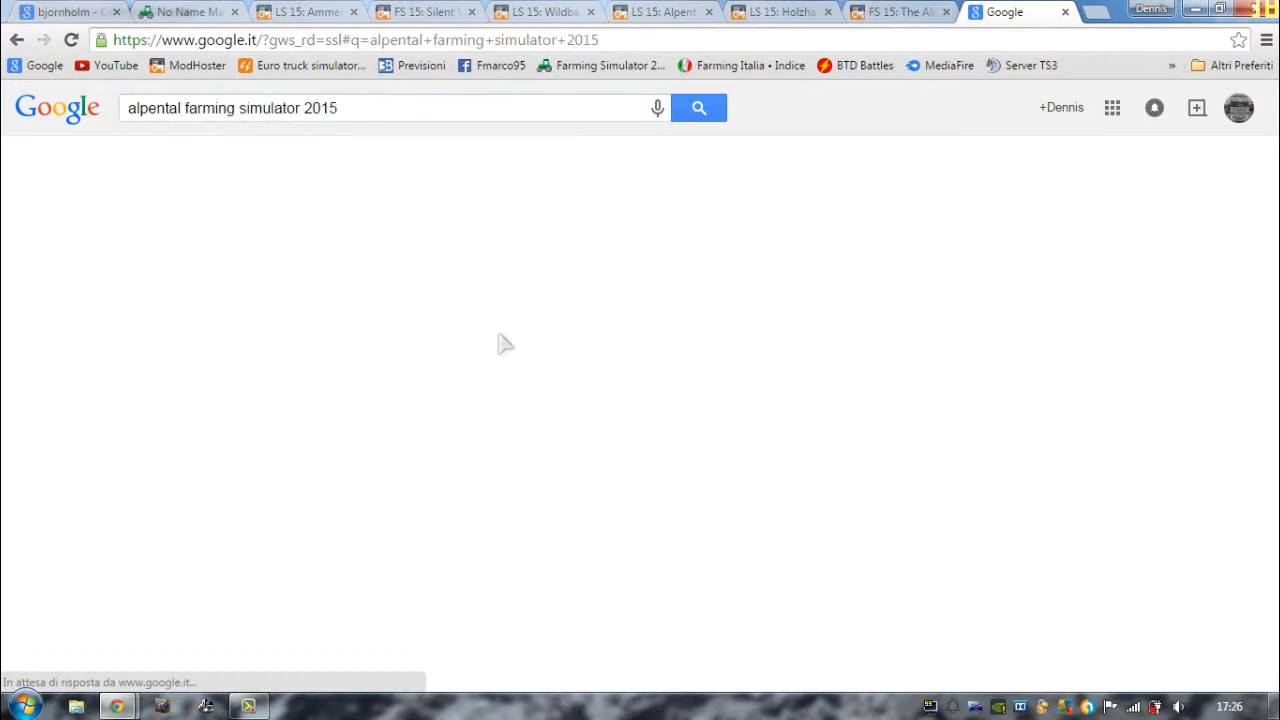 bjornholm - C
No Name Ma
LS 15: Ammer
FS 15: Silent V
LS 15: Wildba
LS 15: Alpent
LS 15: Holzha
FS 15: The Al
Google
Dennis
https://www.google.it/?gws_rd=ssl#q=alpental+farming+simulator+2015
Google
YouTube
ModHoster
Euro truck simulator...
Previsioni
Fmarco95
Farming Simulator 2...
Farming Italia • Indice
BTD Battles
MediaFire
Server TS3
»
Altri Preferiti
Google
alpental farming simulator 2015
+Dennis
In attesa di risposta da www.google.it...
17:26